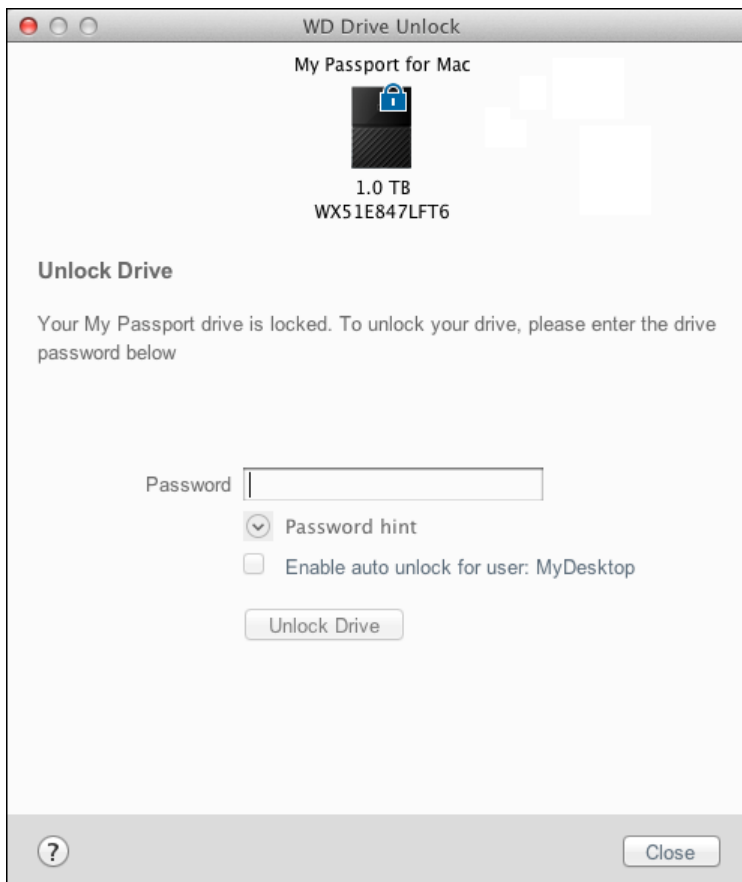 WD Drive Unlock
My Passport for Mac
1.0 TB
WX51E847LFT6
Unlock Drive
Your My Passport drive is locked. To unlock your drive, please enter the drive
password below
Password
Password hint
Enable auto unlock for user: MyDesktop
Unlock Drive
?
Close